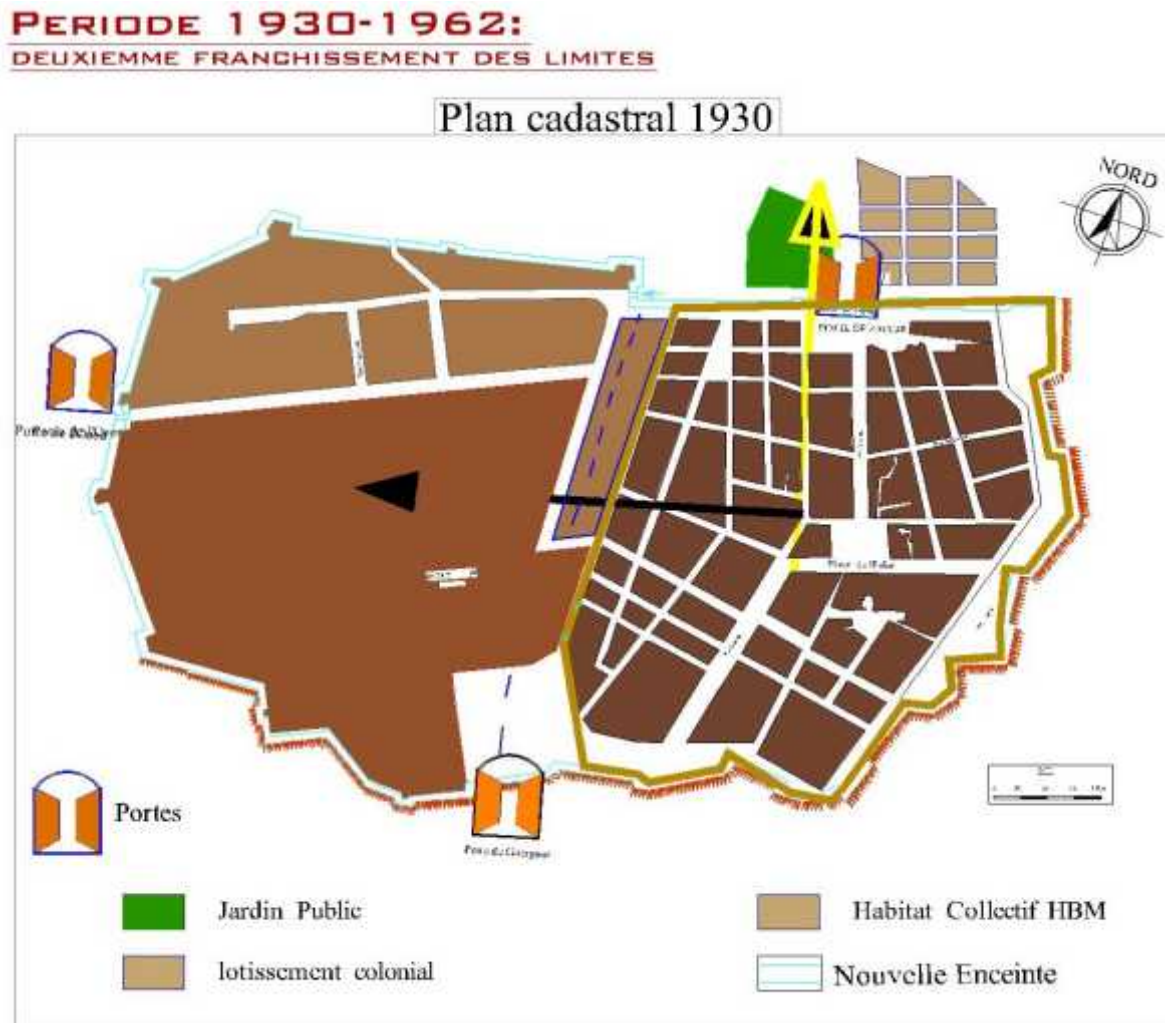 PERIODE 1930-1962:
DEUXIEMME FRANCHISSEMENT DES LIMITES
Plan cadastral 1930
NORD
Portes
Jardin Public
Habitat Collectif HBM
lotissement colonial
Nouvelle Enceinte